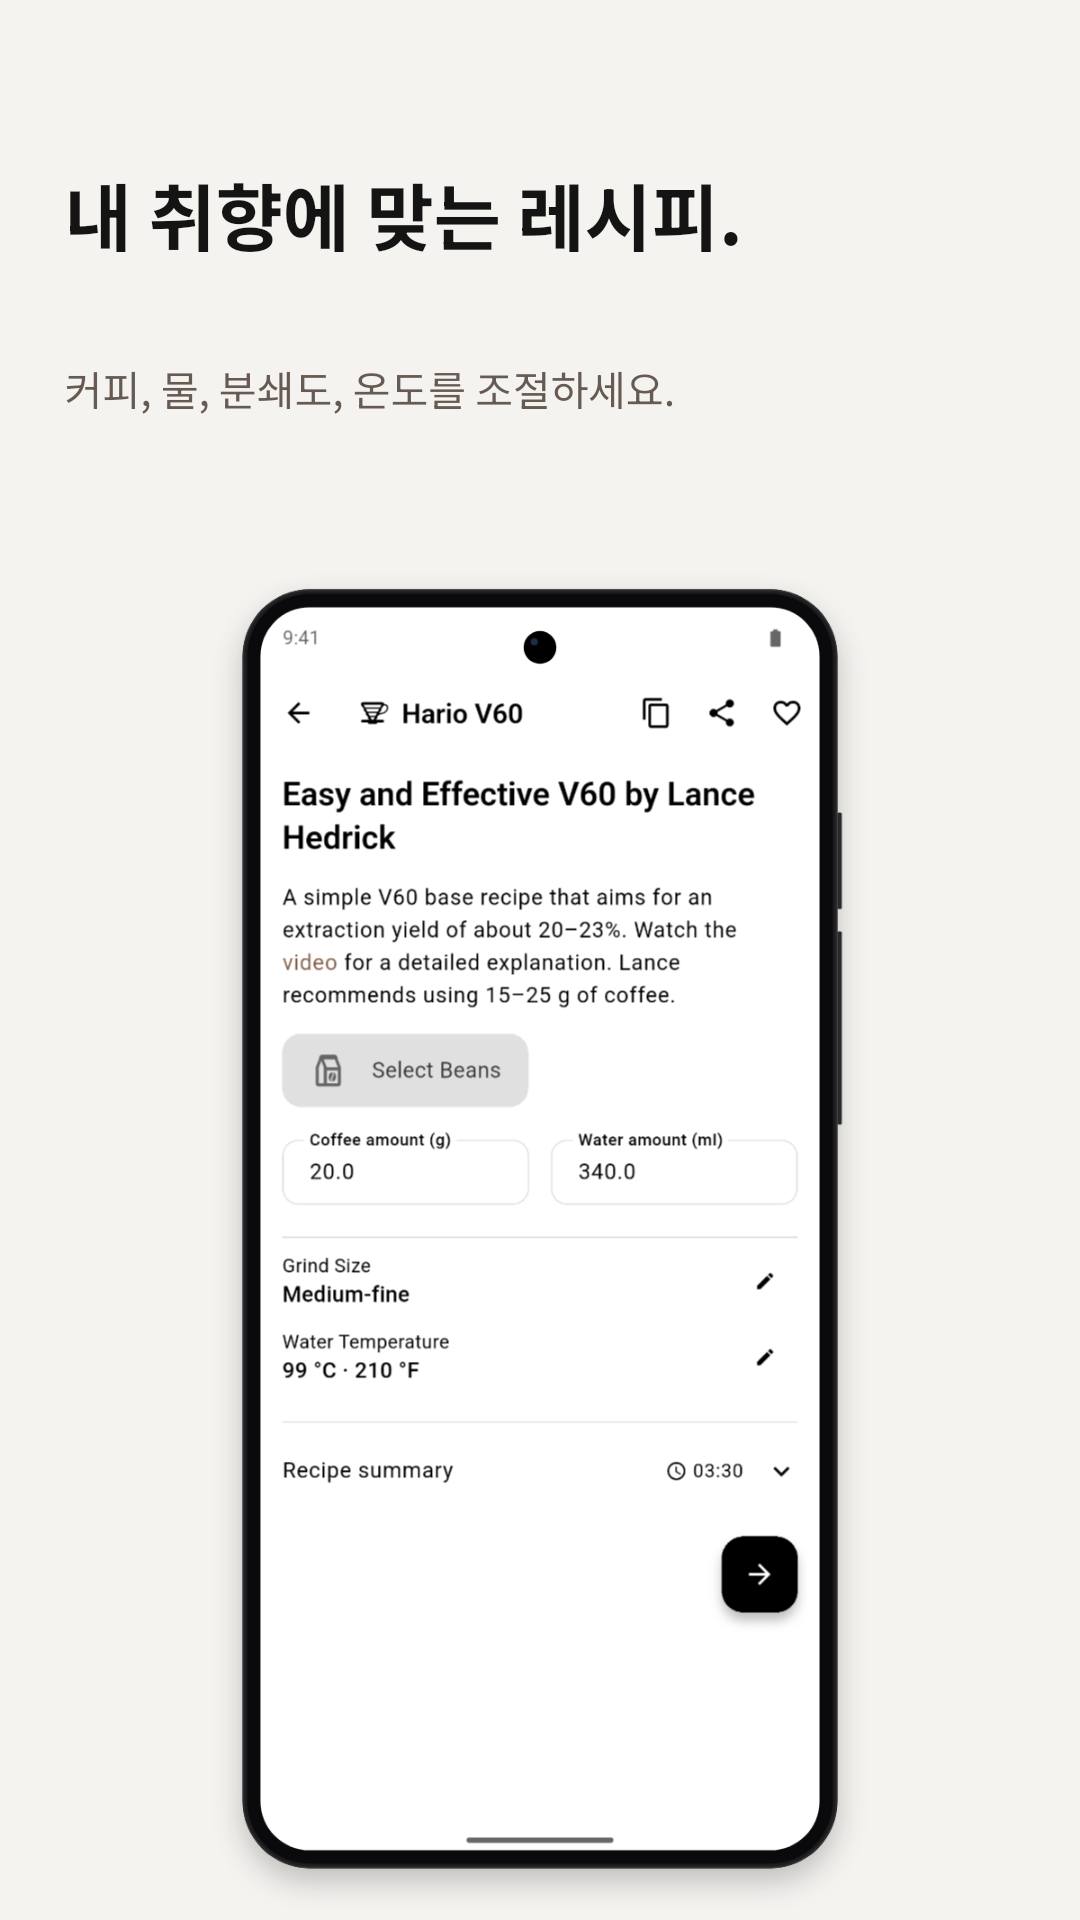 내 취향에 맞는 레시피.
커피, 물, 분쇄도, 온도를 조절하세요.
9:41
Hario V60
Easy and Effective V60 by Lance
Hedrick
A simple V60 base recipe that aims for an
extraction yield of about 20–23%. Watch the
video for a detailed explanation. Lance
recommends using 15–25 g of coffee.
Select Beans
Coffee amount (g)
20.0
Water amount (ml)
340.0
Grind Size
Medium-fine
Water Temperature
99 °C · 210 °F
Recipe summary
03:30